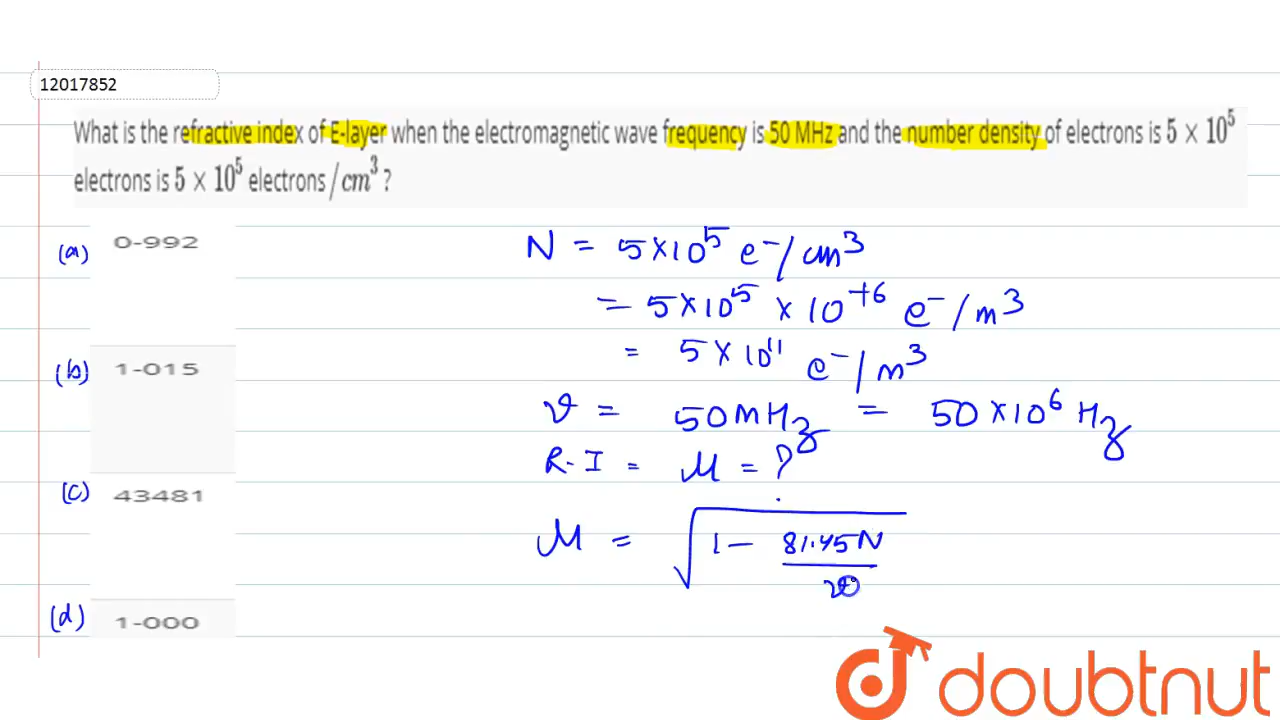 12017852
What is the refractive index of E-layer when the electromagnetic wave frequency is 50 MHz and the number density of electrons is 5 × 10^5
electrons is 5 × 10^5 electrons/cm^3 ?
(a) 0-992
(b) 1-015
(c) 43481
(d) 1-000
N = 5×10^5 e^-/cm^3
= 5×10^5 × 10^+6 e^-/m^3
= 5×10^11 e^-/m^3
ν = 50MHz = 50×10^6 Hz
R.I = μ = ?
μ = √(1 - 81.45N/ν)
doubtnut